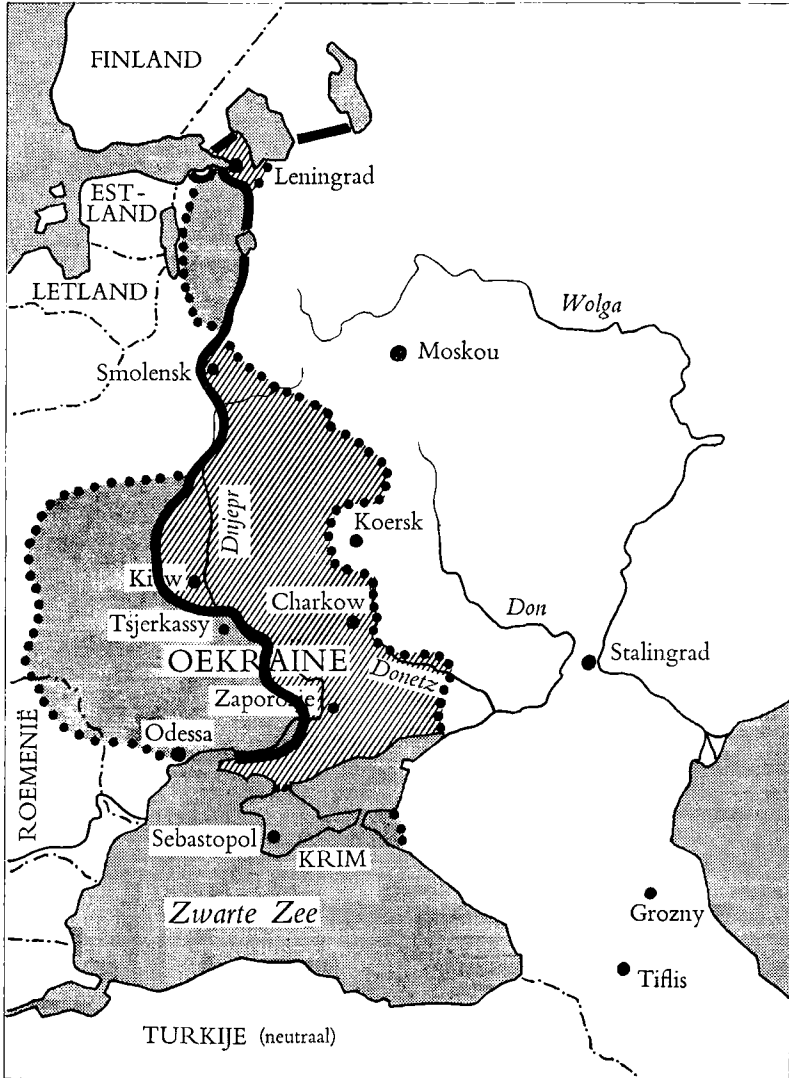 FINLAND
Leningrad
EST-
LAND
LETLAND
Wolga
Moskou
Smolensk
Dnjepr
Koersk
Kiew
Charkow
Don
Tsjerkassy
OEKRAINE
Donetz
Stalingrad
Zaporozje
Odessa
ROEMENIË
Sebastopol
KRIM
Zwarte Zee
Grozny
Tiflis
TURKIJE (neutraal)